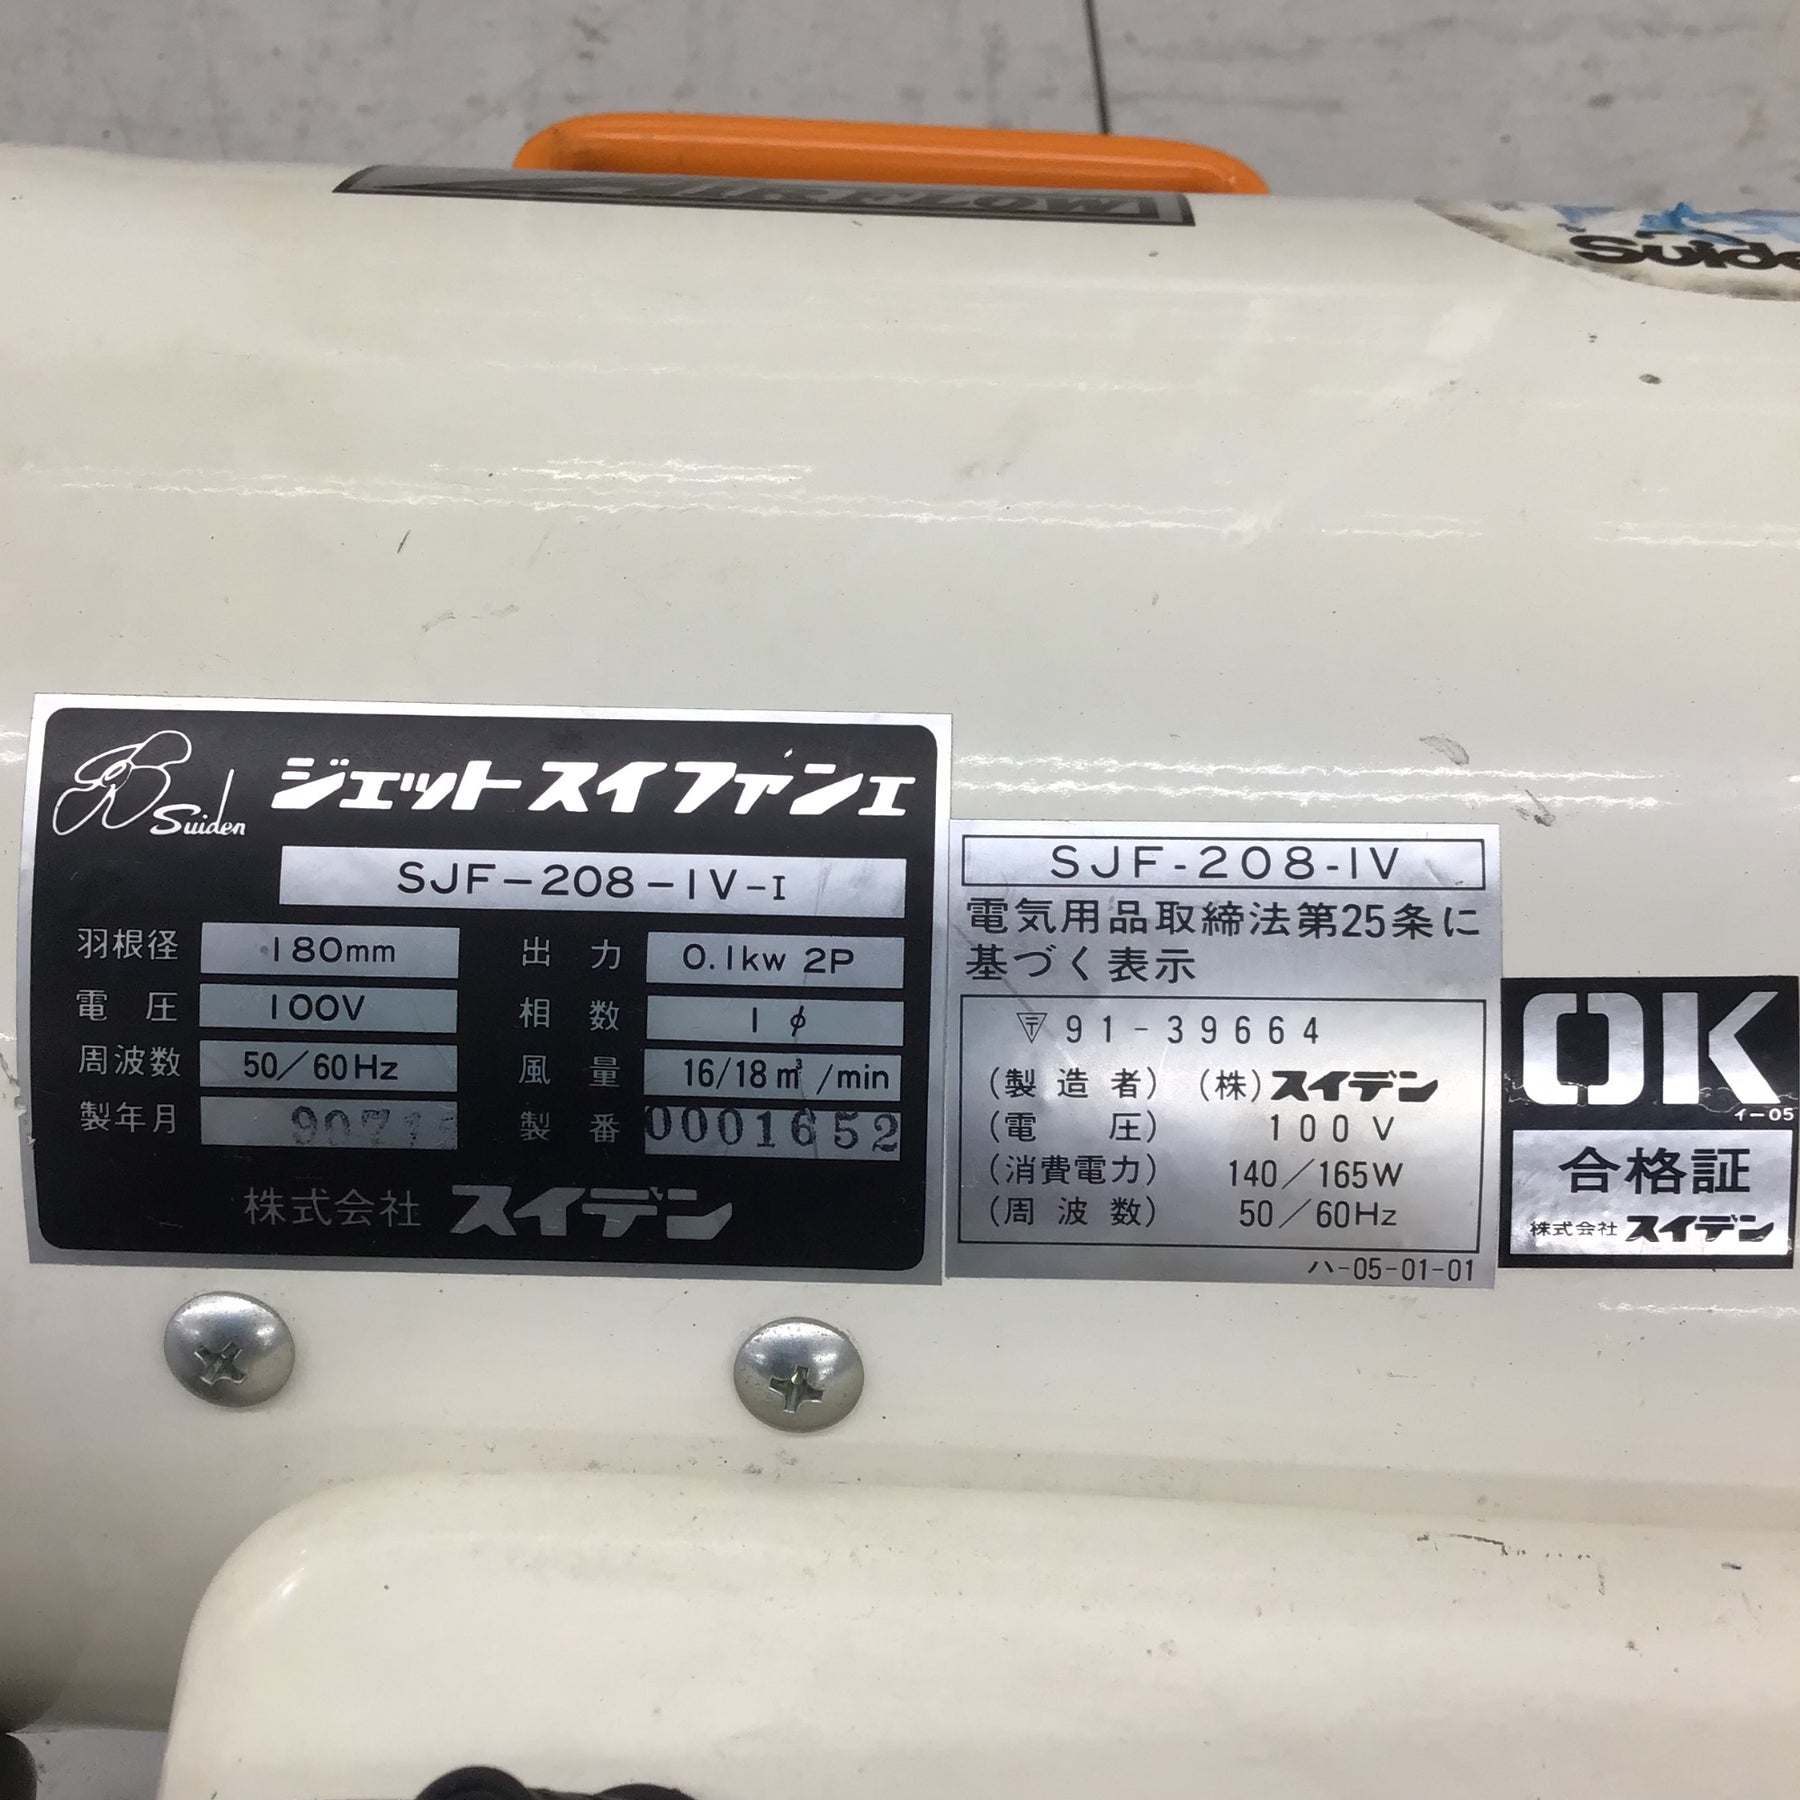 Suiden
ジェットスイファンI
SJF-208-IV-I
羽根径 180mm 出力 0.1kw 2P
電圧 100V 相数 1φ
周波数 50/60Hz 風量 16/18㎥/min
製年月 製番 0001652
株式会社 スイデン
SJF-208-IV
電気用品取締法第25条に
基づく表示
〒91-39664
(製造者) (株)スイデン
(電圧) 100V
(消費電力) 140/165W
(周波数) 50/60Hz
ハ-05-01-01
OK
イ-05
合格証
株式会社 スイデン